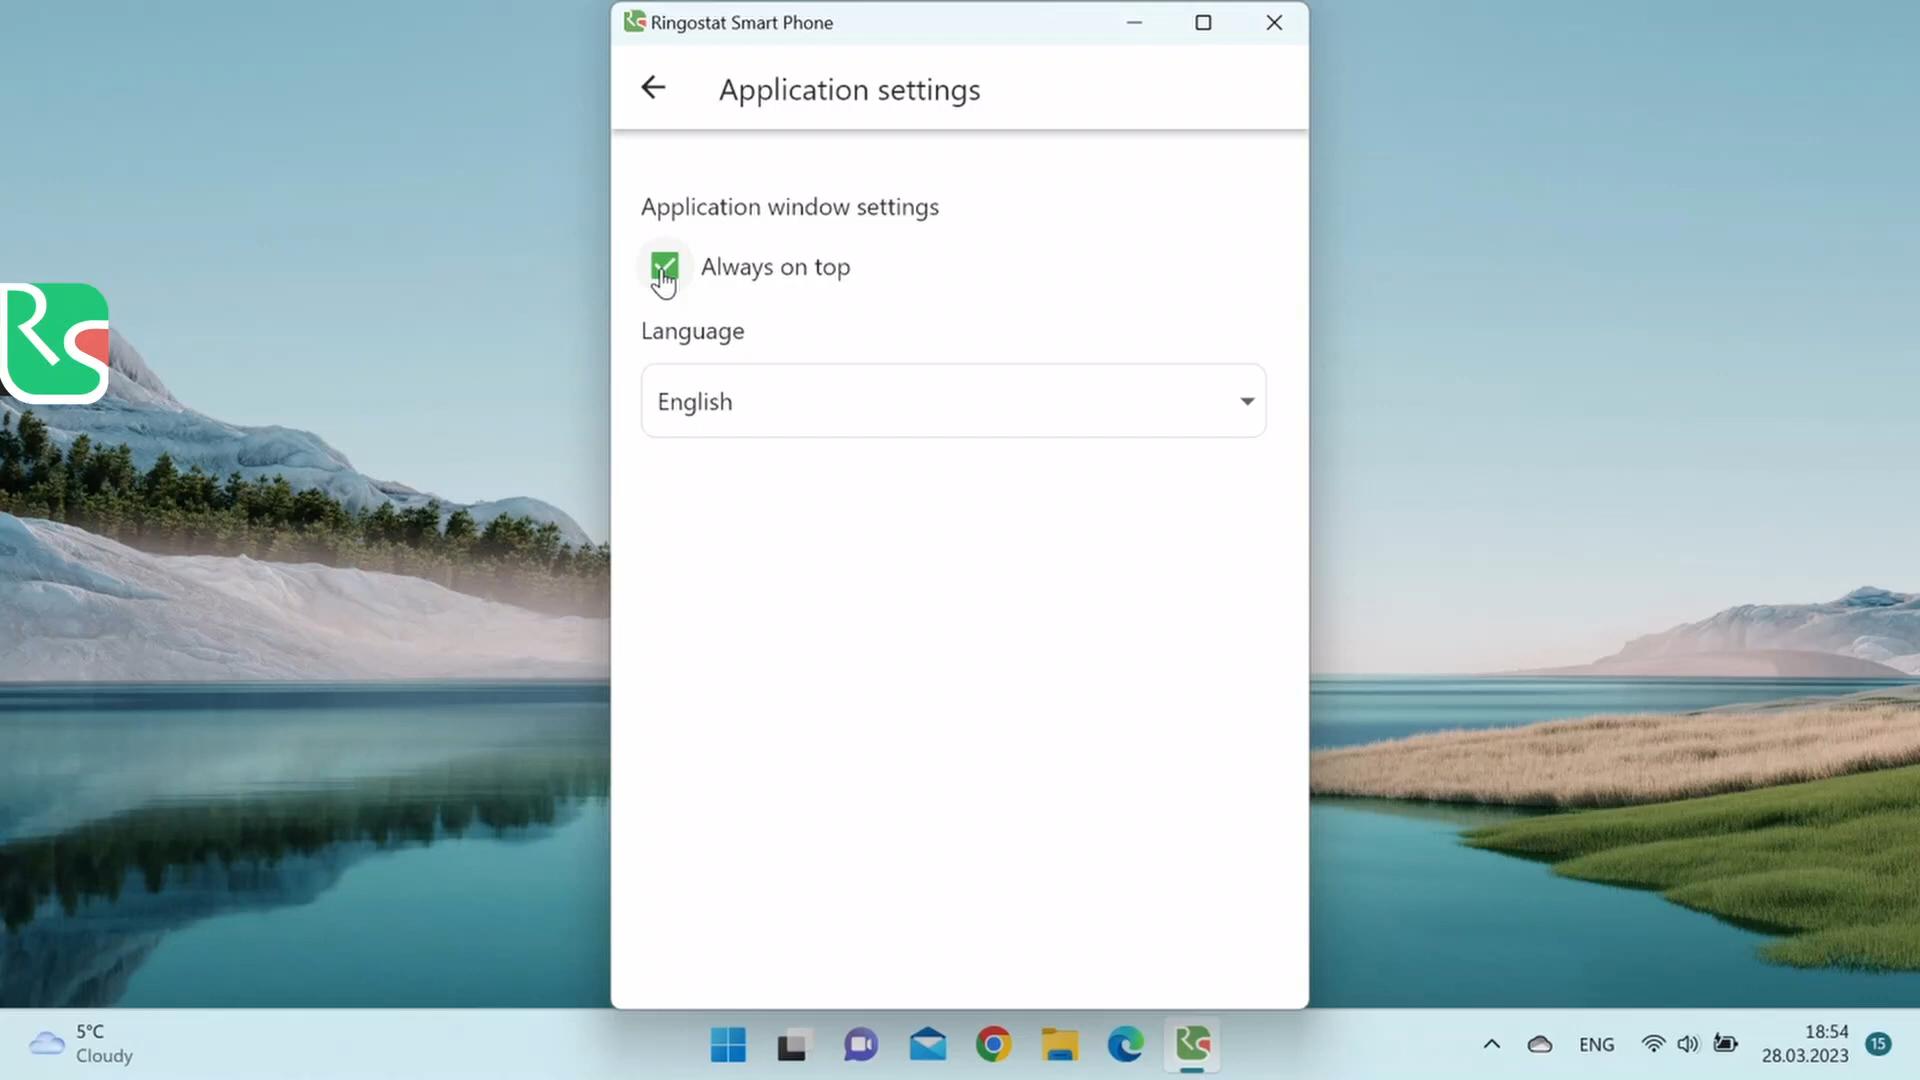 Ringostat Smart Phone
Application settings
Application window settings
Always on top
Language
English
Rs
5°C
Cloudy
ENG
18:54
28.03.2023
15